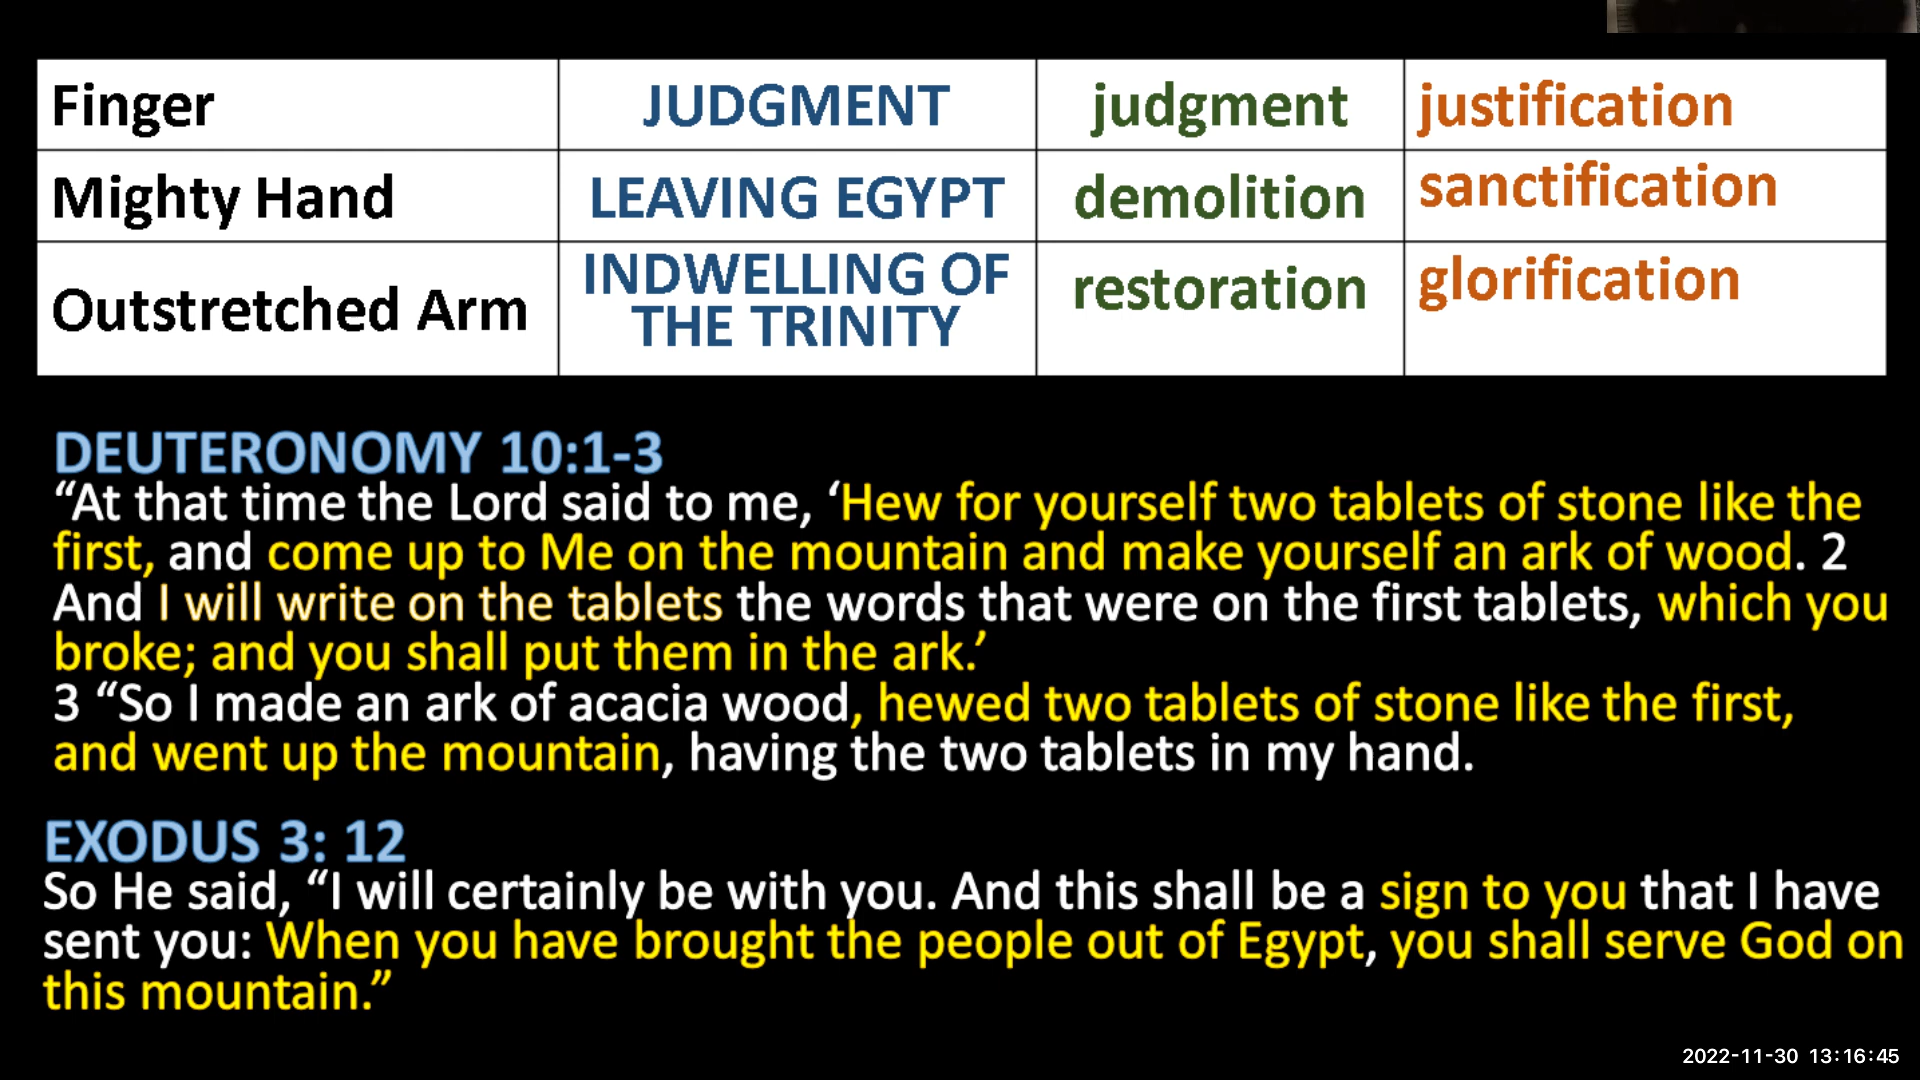 Finger JUDGMENT judgment justification
Mighty Hand LEAVING EGYPT demolition sanctification
Outstretched Arm INDWELLING OF THE TRINITY restoration glorification
DEUTERONOMY 10:1-3
“At that time the Lord said to me, ‘Hew for yourself two tablets of stone like the
first, and come up to Me on the mountain and make yourself an ark of wood. 2
And I will write on the tablets the words that were on the first tablets, which you
broke; and you shall put them in the ark.’
3 “So I made an ark of acacia wood, hewed two tablets of stone like the first,
and went up the mountain, having the two tablets in my hand.
EXODUS 3: 12
So He said, “I will certainly be with you. And this shall be a sign to you that I have
sent you: When you have brought the people out of Egypt, you shall serve God on
this mountain.”
2022-11-30 13:16:45